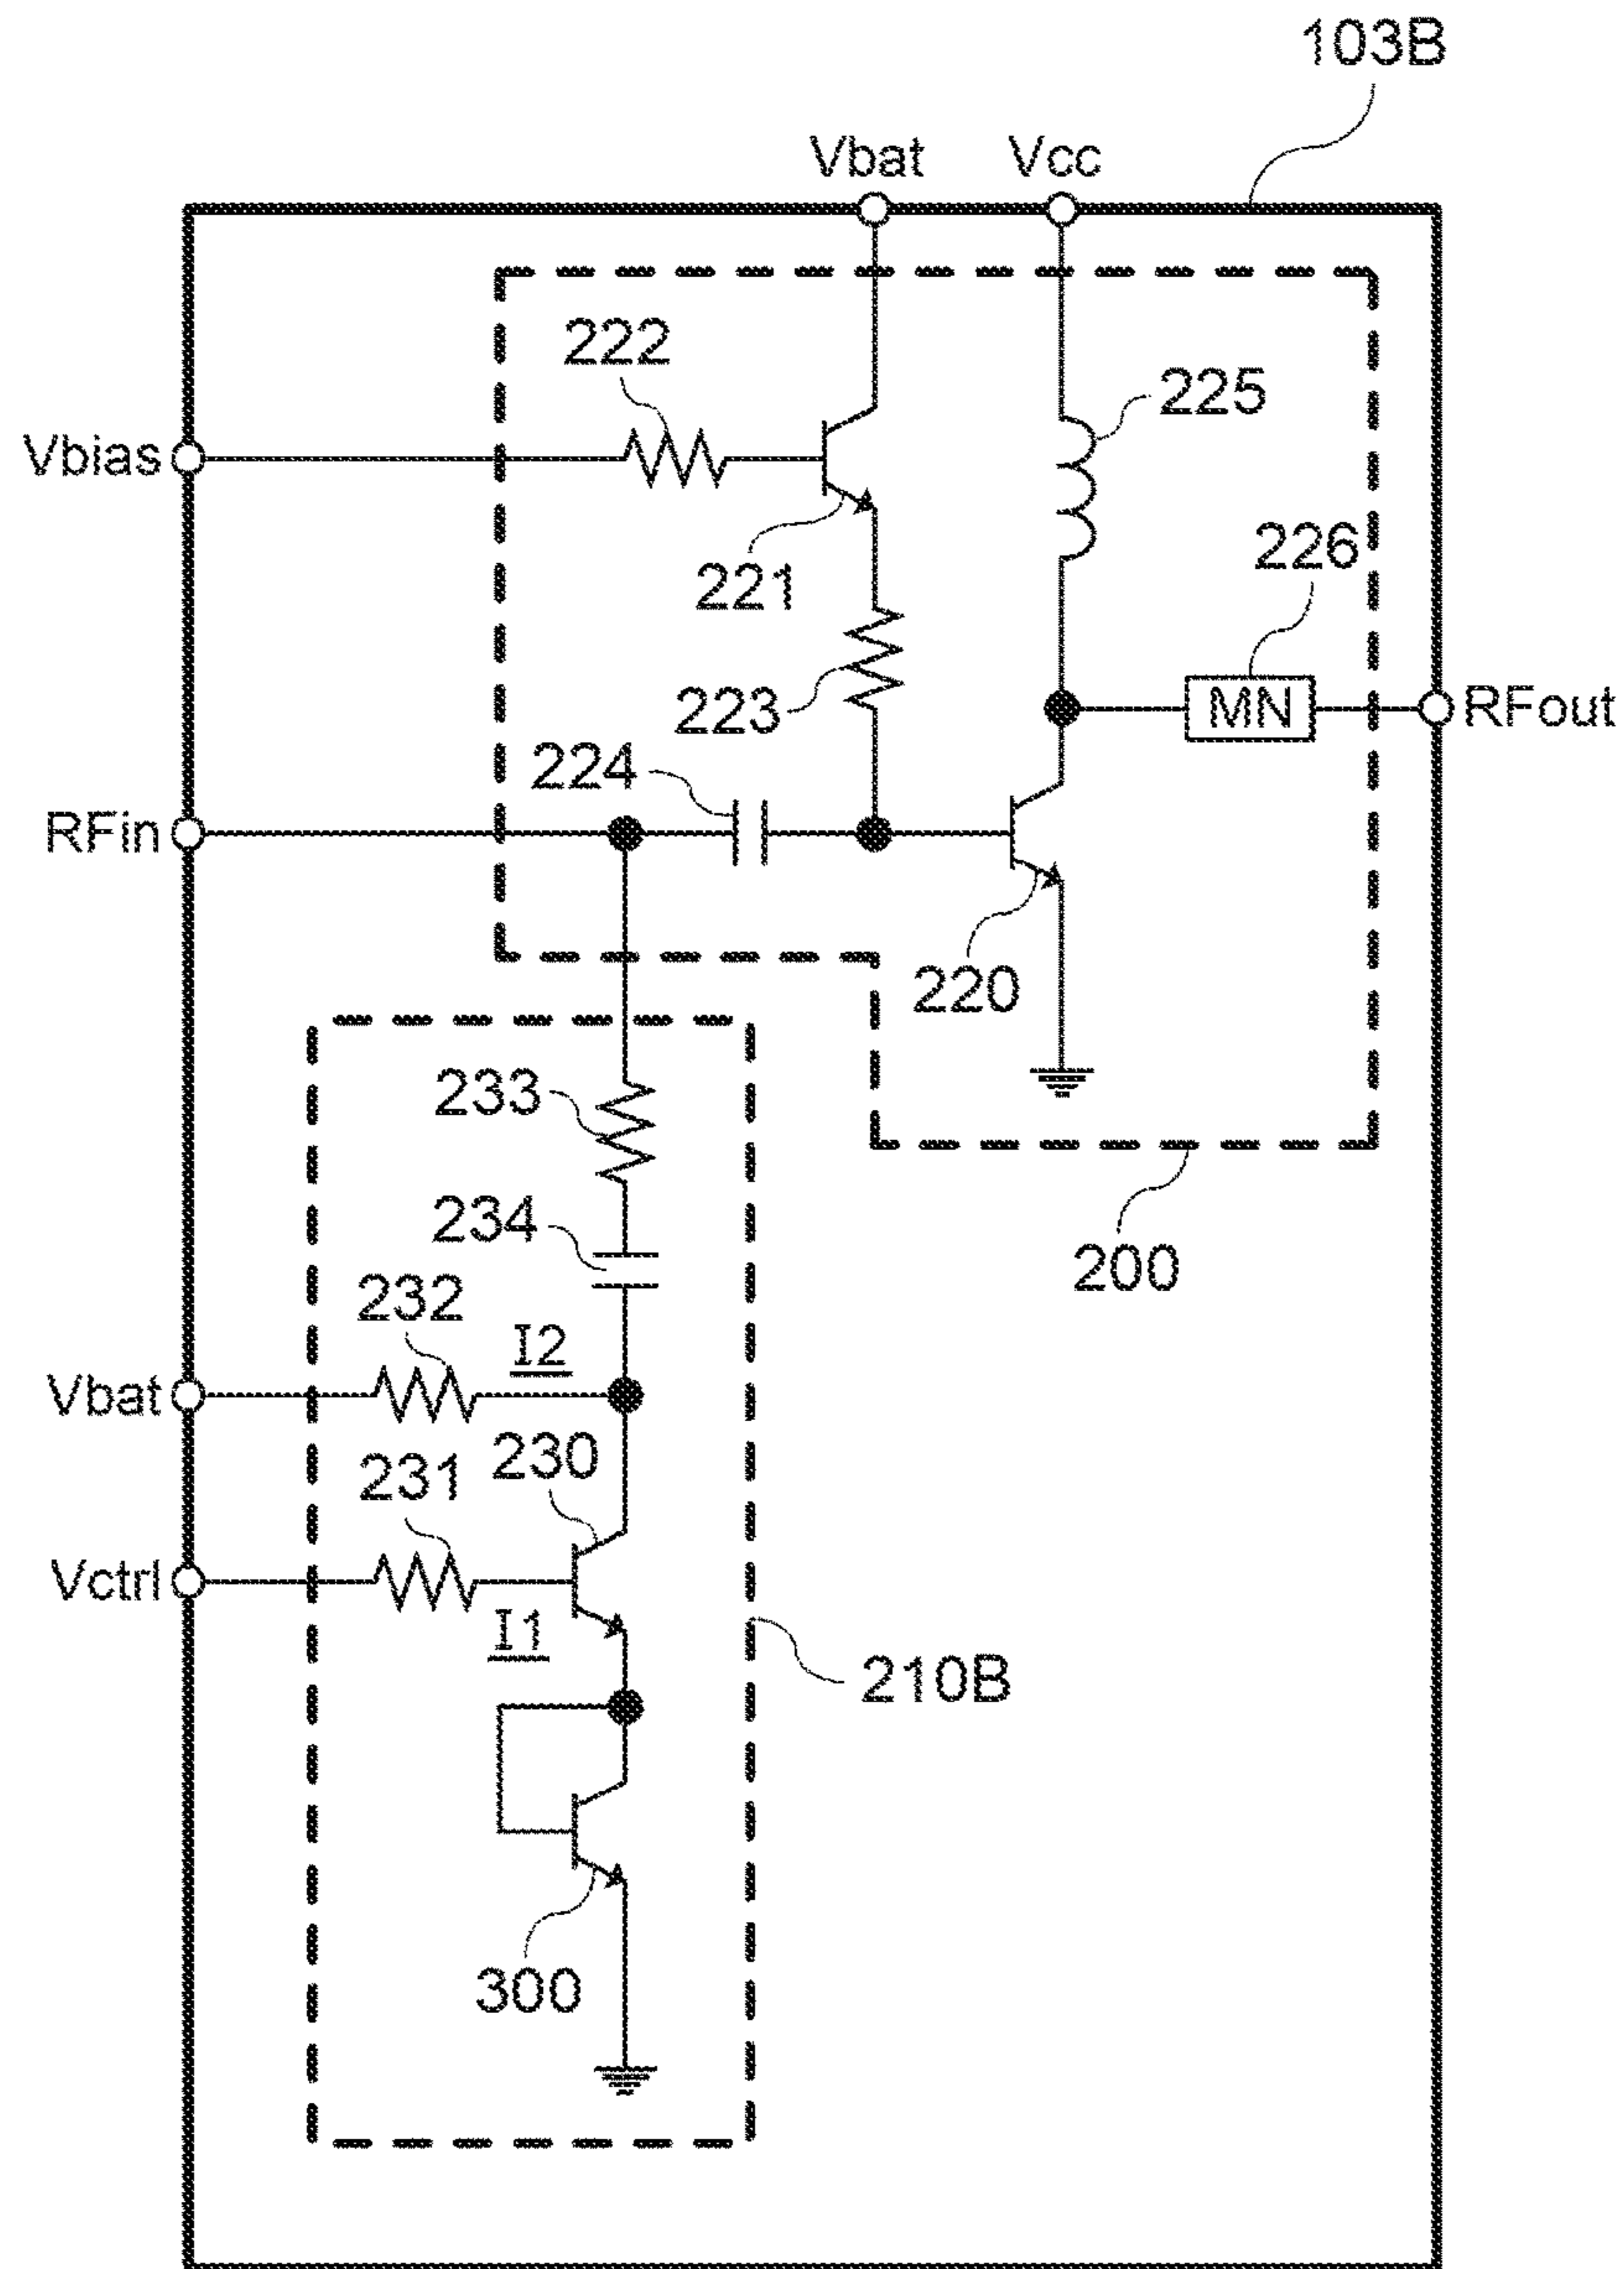 103B
Vbat Vcc
222
225
Vbias
226
221
223
MN
RFout
224
RFin
220
233
234
200
232
I2
Vbat
230
231
Vctrl
I1
210B
300